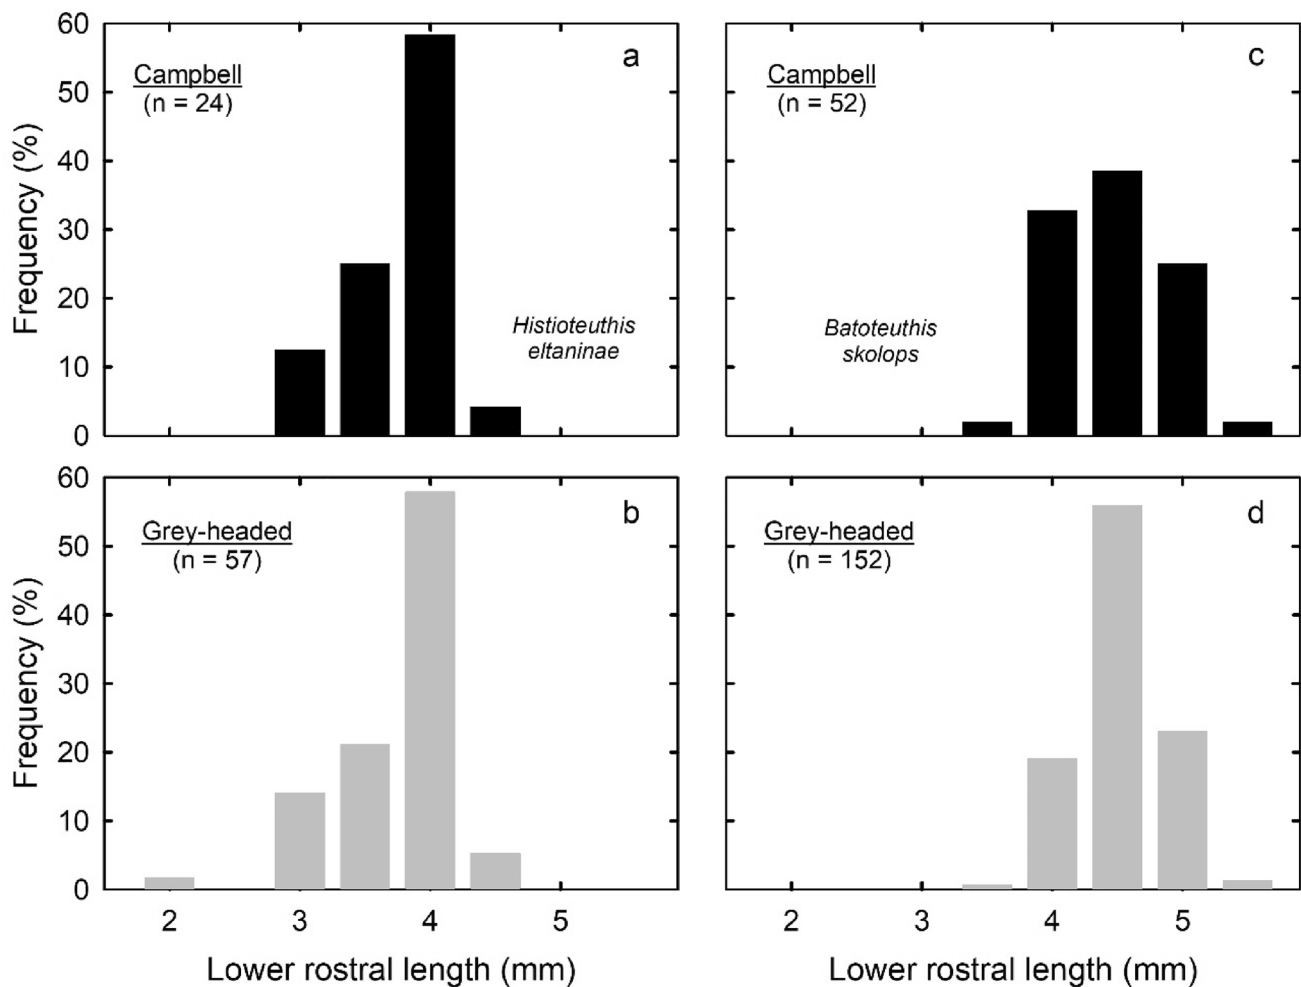 60
50
40
30
20
10
0
Frequency (%)
Campbell
(n = 24)
a
Histioteuthis
eltaninae
Campbell
(n = 52)
c
Batoteuthis
skolops
60
50
40
30
20
10
0
Frequency (%)
Grey-headed
(n = 57)
b
2 3 4 5
Lower rostral length (mm)
Grey-headed
(n = 152)
d
2 3 4 5
Lower rostral length (mm)